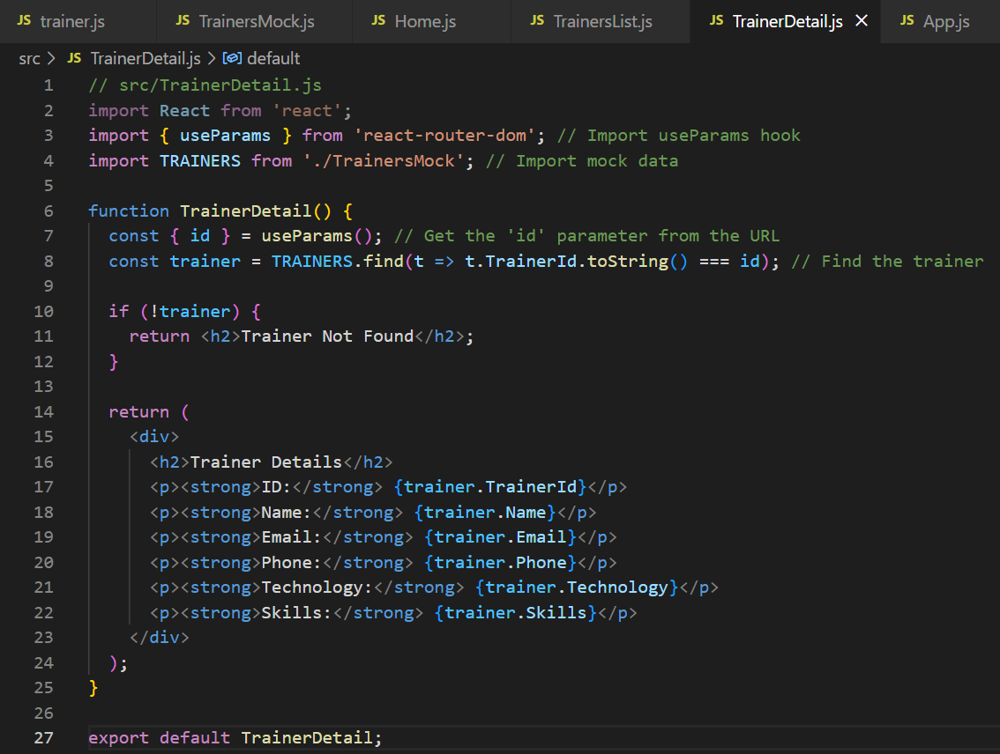 JS trainer.js JS TrainersMock.js JS Home.js JS TrainersList.js JS TrainerDetail.js × JS App.js
src > JS TrainerDetail.js > default
1 // src/TrainerDetail.js
2 import React from 'react';
3 import { useParams } from 'react-router-dom'; // Import useParams hook
4 import TRAINERS from './TrainersMock'; // Import mock data
5
6 function TrainerDetail() {
7   const { id } = useParams(); // Get the 'id' parameter from the URL
8   const trainer = TRAINERS.find(t => t.TrainerId.toString() === id); // Find the trainer
9
10   if (!trainer) {
11     return <h2>Trainer Not Found</h2>;
12   }
13
14   return (
15     <div>
16       <h2>Trainer Details</h2>
17       <p><strong>ID:</strong> {trainer.TrainerId}</p>
18       <p><strong>Name:</strong> {trainer.Name}</p>
19       <p><strong>Email:</strong> {trainer.Email}</p>
20       <p><strong>Phone:</strong> {trainer.Phone}</p>
21       <p><strong>Technology:</strong> {trainer.Technology}</p>
22       <p><strong>Skills:</strong> {trainer.Skills}</p>
23     </div>
24   );
25 }
26
27 export default TrainerDetail;